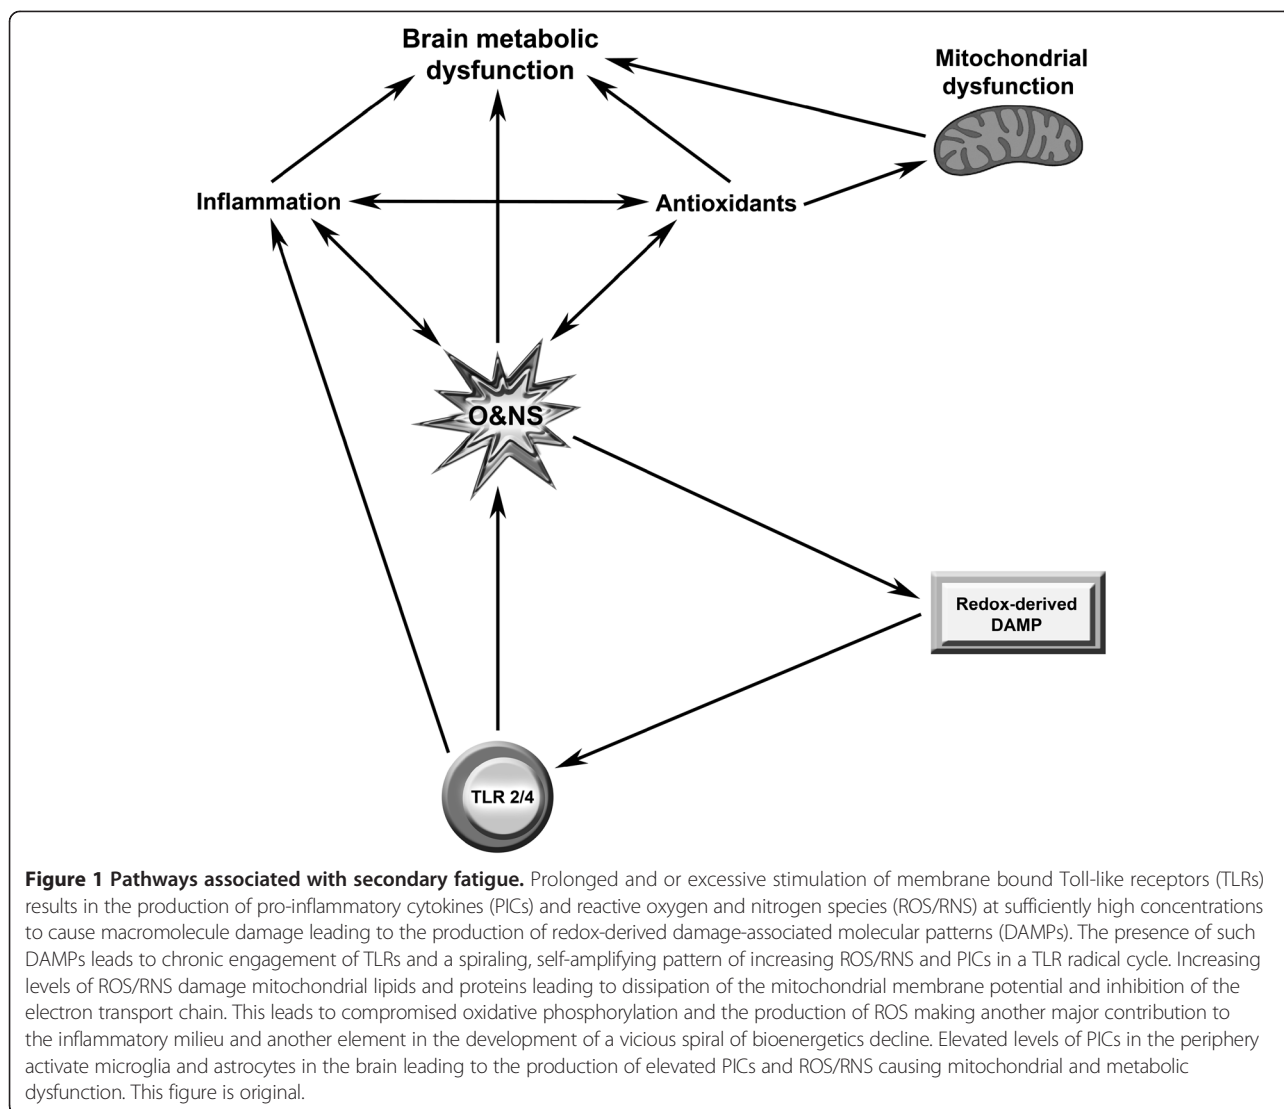 Brain metabolic
dysfunction
Mitochondrial
dysfunction
Inflammation
Antioxidants
O&NS
Redox-derived
DAMP
TLR 2/4
Figure 1 Pathways associated with secondary fatigue. Prolonged and or excessive stimulation of membrane bound Toll-like receptors (TLRs)
results in the production of pro-inflammatory cytokines (PICs) and reactive oxygen and nitrogen species (ROS/RNS) at sufficiently high concentrations
to cause macromolecule damage leading to the production of redox-derived damage-associated molecular patterns (DAMPs). The presence of such
DAMPs leads to chronic engagement of TLRs and a spiraling, self-amplifying pattern of increasing ROS/RNS and PICs in a TLR radical cycle. Increasing
levels of ROS/RNS damage mitochondrial lipids and proteins leading to dissipation of the mitochondrial membrane potential and inhibition of the
electron transport chain. This leads to compromised oxidative phosphorylation and the production of ROS making another major contribution to
the inflammatory milieu and another element in the development of a vicious spiral of bioenergetics decline. Elevated levels of PICs in the periphery
activate microglia and astrocytes in the brain leading to the production of elevated PICs and ROS/RNS causing mitochondrial and metabolic
dysfunction. This figure is original.